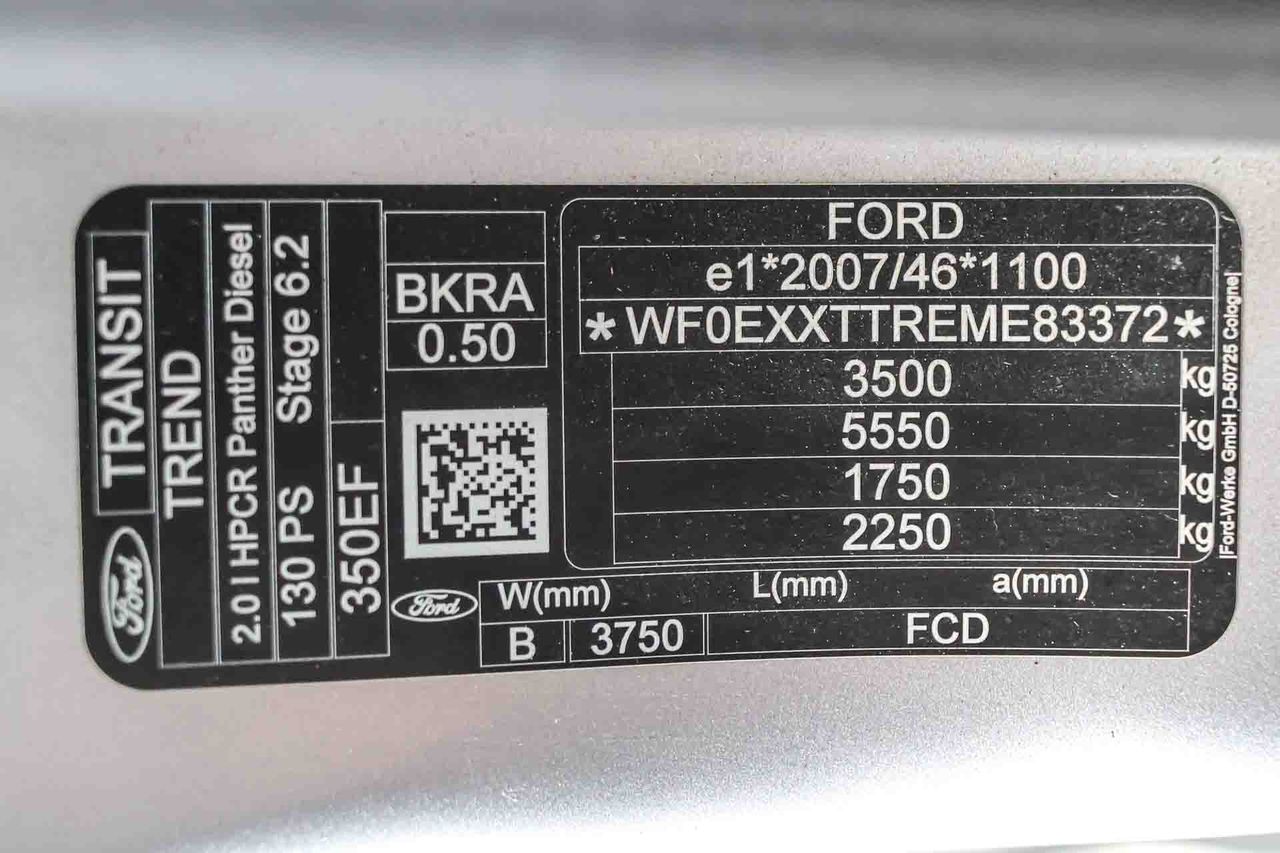 Ford
TRANSIT
TREND
2.0 l HPCR Panther Diesel
130 PS Stage 6.2
350EF
BKRA
0.50
FORD
e1*2007/46*1100
*WF0EXXTTREME83372*
3500 kg
5550 kg
1750 kg
2250 kg
|Ford-Werke GmbH D-50725 Cologne|
Ford
W(mm) L(mm) a(mm)
B 3750 FCD